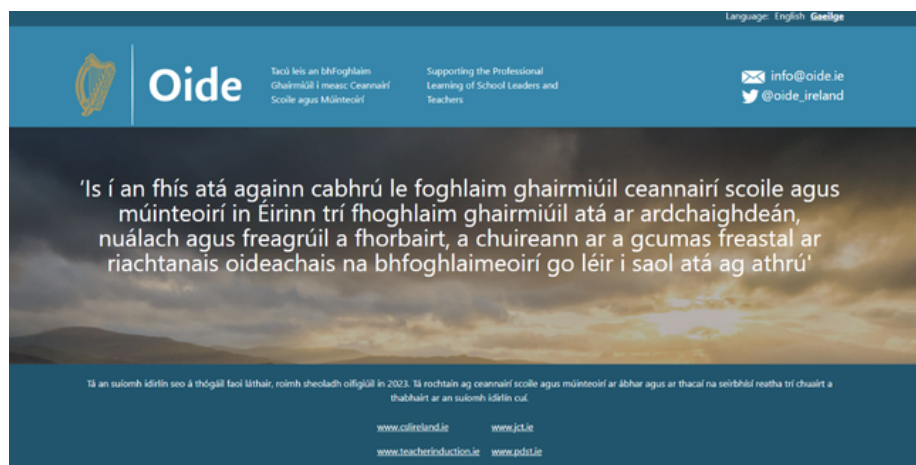 Language: English Gaeilge
Oide
Tacú leis an bhFoghlaim
Ghairmiúil i measc Ceannairí
Scoile agus Múinteoirí
Supporting the Professional
Learning of School Leaders and
Teachers
info@oide.ie
@oide_ireland
'Is í an fhís atá againn cabhrú le foghlaim ghairmiúil ceannairí scoile agus
múinteoirí in Éirinn trí fhoghlaim ghairmiúil atá ar ardchaighdeán,
nuálach agus freagrúil a fhorbairt, a chuireann ar a gcumas freastal ar
riachtanais oideachais na bhfoghlaimeoirí go léir i saol atá ag athrú'
Tá an suíomh idirlín seo á thógáil faoi láthair, roimh sheoladh oifigiúil in 2023. Tá rochtain ag ceannairí scoile agus múinteoirí ar ábhar agus ar thacaí na seirbhísí reatha trí chuairt a
thabhairt ar an suíomh idirlín cuí.
www.cslireland.ie www.jct.ie
www.teacherinduction.ie www.pdst.ie